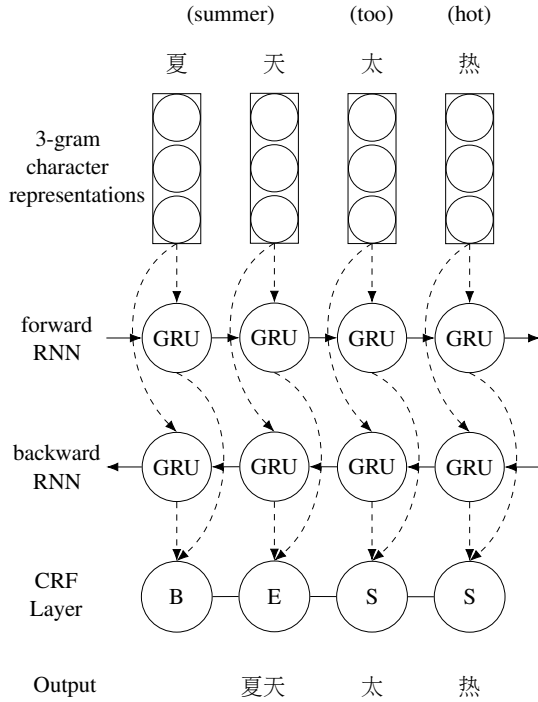 (summer) (too) (hot)
夏 天 太 热
3-gram
character
representations
forward
RNN
GRU GRU GRU GRU
backward
RNN
GRU GRU GRU GRU
CRF
Layer
B E S S
Output 夏天 太 热